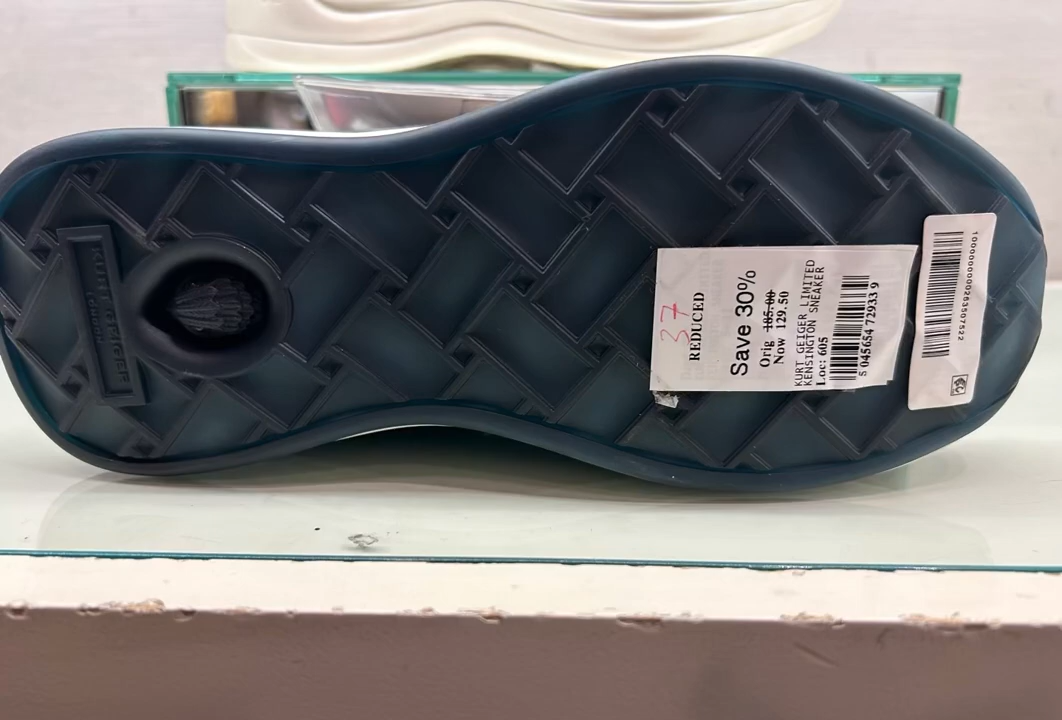 KURT GEIGER
LONDON
37
REDUCED
Save 30%
Orig 185.00
Now 129.50
KURT GEIGER LIMITED
KENSINGTON SNEAKER
Loc: 605
5 045654 72933 9